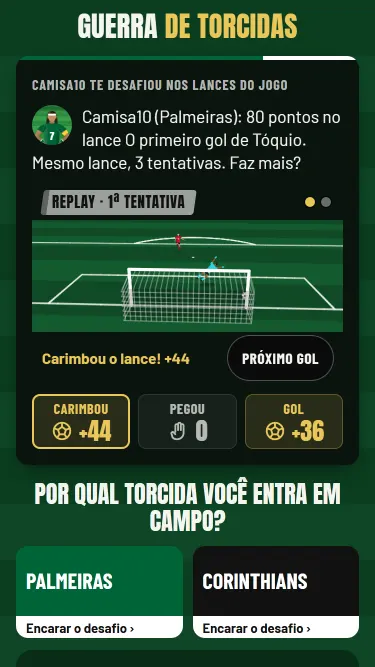 GUERRA DE TORCIDAS
CAMISA10 TE DESAFIOU NOS LANCES DO JOGO
7
Camisa10 (Palmeiras): 80 pontos no
lance O primeiro gol de Tóquio.
Mesmo lance, 3 tentativas. Faz mais?
REPLAY · 1ª TENTATIVA
Carimbou o lance! +44
PRÓXIMO GOL
CARIMBOU
+44
PEGOU
0
GOL
+36
POR QUAL TORCIDA VOCÊ ENTRA EM
CAMPO?
PALMEIRAS
Encarar o desafio ›
CORINTHIANS
Encarar o desafio ›